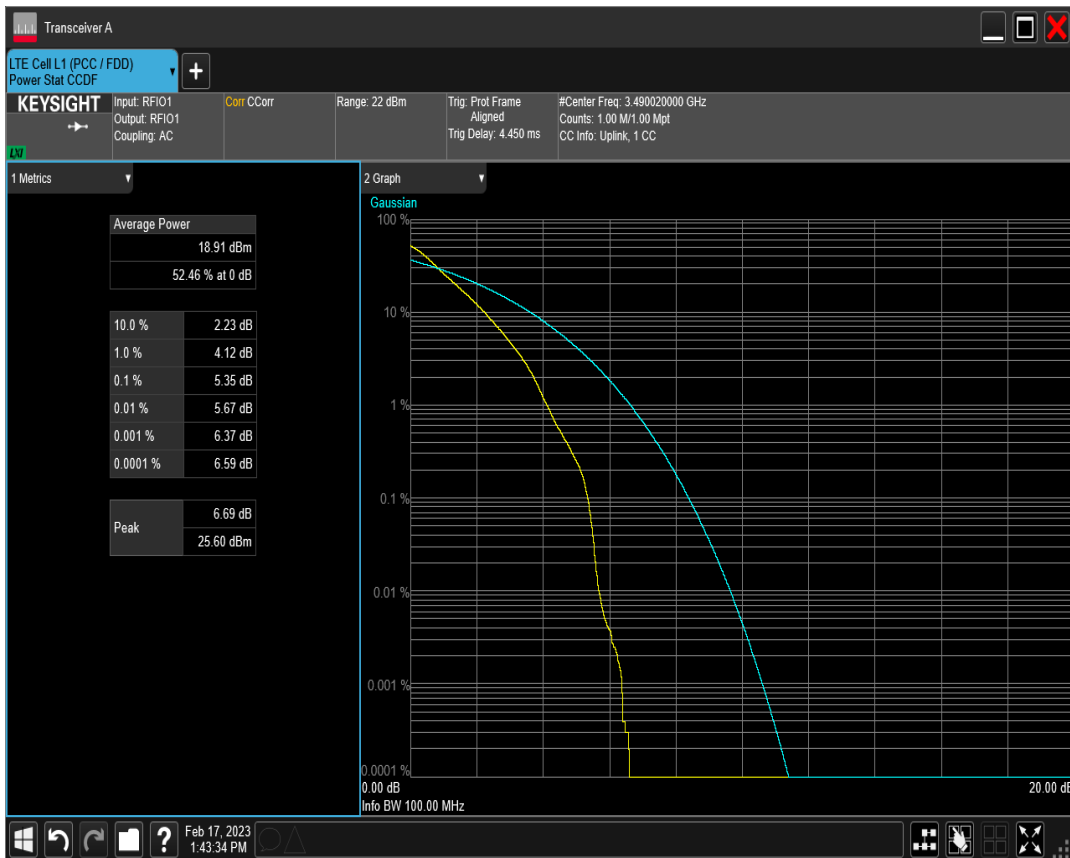 Transceiver A
LTE Cell L1 (PCC / FDD)
Power Stat CCDF
KEYSIGHT
LXI
Input: RFIO1
Output: RFIO1
Coupling: AC
Corr CCorr
Range: 22 dBm
Trig: Prot Frame
Aligned
Trig Delay: 4.450 ms
#Center Freq: 3.490020000 GHz
Counts: 1.00 M/1.00 Mpt
CC Info: Uplink, 1 CC
1 Metrics
Average Power
18.91 dBm
52.46 % at 0 dB
10.0 % 2.23 dB
1.0 % 4.12 dB
0.1 % 5.35 dB
0.01 % 5.67 dB
0.001 % 6.37 dB
0.0001 % 6.59 dB
Peak
6.69 dB
25.60 dBm
2 Graph
Gaussian
100 %
10 %
1 %
0.1 %
0.01 %
0.001 %
0.0001 %
0.00 dB
20.00 dB
Info BW 100.00 MHz
?
Feb 17, 2023
1:43:34 PM